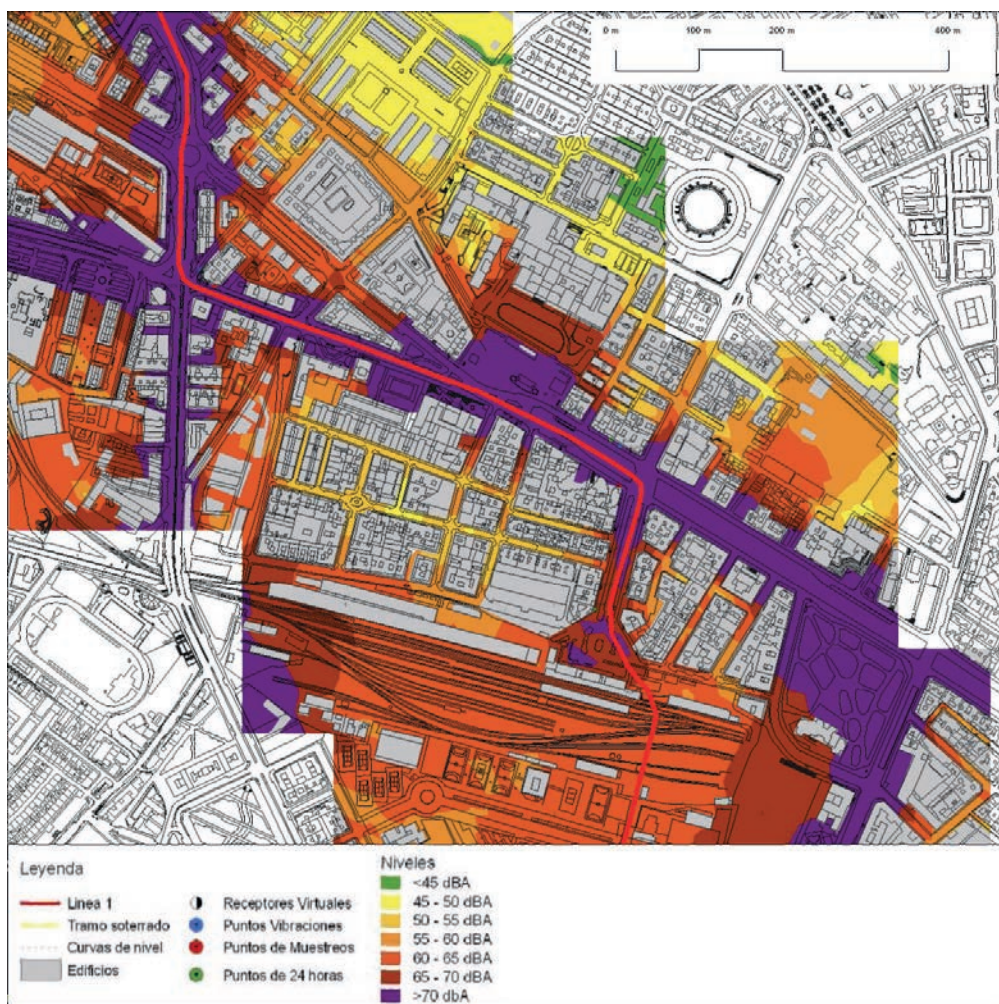 0 m 100 m 200 m 400 m
Leyenda
Linea 1
Tramo soterrado
Curvas de nivel
Edificios
Receptores Virtuales
Puntos Vibraciones
Puntos de Muestreos
Puntos de 24 horas
Niveles
<45 dBA
45 - 50 dBA
50 - 55 dBA
55 - 60 dBA
60 - 65 dBA
65 - 70 dBA
>70 dbA